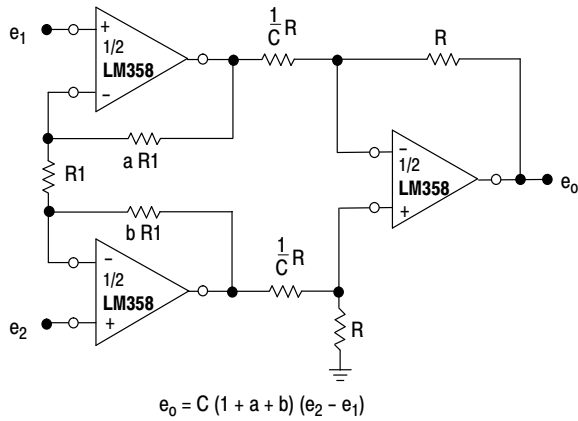 e1
+
1/2
LM358
−
1/C R
R
a R1
R1
−
1/2
LM358
+
eo
b R1
−
1/2
LM358
+
e2
1/C R
R
eo = C (1 + a + b) (e2 − e1)